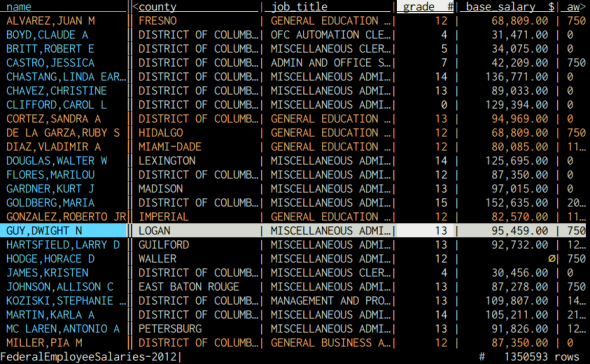 name <county job_title grade # base_salary $ aw>
ALVAREZ,JUAN M FRESNO GENERAL EDUCATION … 12 68,809.00 750
BOYD,CLAUDE A DISTRICT OF COLUMB… OFC AUTOMATION CLE… 4 31,471.00 0
BRITT,ROBERT E DISTRICT OF COLUMB… MISCELLANEOUS CLER… 5 34,075.00 0
CASTRO,JESSICA DISTRICT OF COLUMB… ADMIN AND OFFICE S… 7 42,209.00 750
CHASTANG,LINDA EAR… DISTRICT OF COLUMB… MISCELLANEOUS ADMI… 14 136,771.00 0
CHAVEZ,CHRISTINE DISTRICT OF COLUMB… MISCELLANEOUS ADMI… 13 89,033.00 0
CLIFFORD,CAROL L DISTRICT OF COLUMB… MISCELLANEOUS ADMI… 0 129,394.00 0
CORTEZ,SANDRA A DISTRICT OF COLUMB… GENERAL EDUCATION … 13 94,969.00 0
DE LA GARZA,RUBY S HIDALGO GENERAL EDUCATION … 12 68,809.00 750
DIAZ,VLADIMIR A MIAMI-DADE GENERAL EDUCATION … 12 80,085.00 11…
DOUGLAS,WALTER W LEXINGTON MISCELLANEOUS ADMI… 14 125,695.00 0
FLORES,MARILOU DISTRICT OF COLUMB… MISCELLANEOUS ADMI… 12 87,350.00 0
GARDNER,KURT J MADISON MISCELLANEOUS ADMI… 13 97,015.00 0
GOLDBERG,MARIA DISTRICT OF COLUMB… MISCELLANEOUS ADMI… 15 152,635.00 20…
GONZALEZ,ROBERTO JR IMPERIAL GENERAL EDUCATION … 12 82,570.00 11…
GUY,DWIGHT N LOGAN MISCELLANEOUS ADMI… 13 95,459.00 750
HARTSFIELD,LARRY D GUILFORD MISCELLANEOUS ADMI… 13 92,732.00 12…
HODGE,HORACE D WALLER MISCELLANEOUS ADMI… 12 ∅ 750
JAMES,KRISTEN DISTRICT OF COLUMB… MISCELLANEOUS CLER… 4 30,456.00 0
JOHNSON,ALLISON C EAST BATON ROUGE MISCELLANEOUS ADMI… 13 87,278.00 750
KOZISKI,STEPHANIE … DISTRICT OF COLUMB… MANAGEMENT AND PRO… 13 109,807.00 14…
MARTIN,KARLA A DISTRICT OF COLUMB… MISCELLANEOUS ADMI… 14 105,211.00 21…
MC LAREN,ANTONIO A PETERSBURG MISCELLANEOUS ADMI… 13 91,826.00 12…
MILLER,PIA M DISTRICT OF COLUMB… GENERAL BUSINESS A… 13 87,350.00 0
FederalEmployeeSalaries-2012| # 1350593 rows